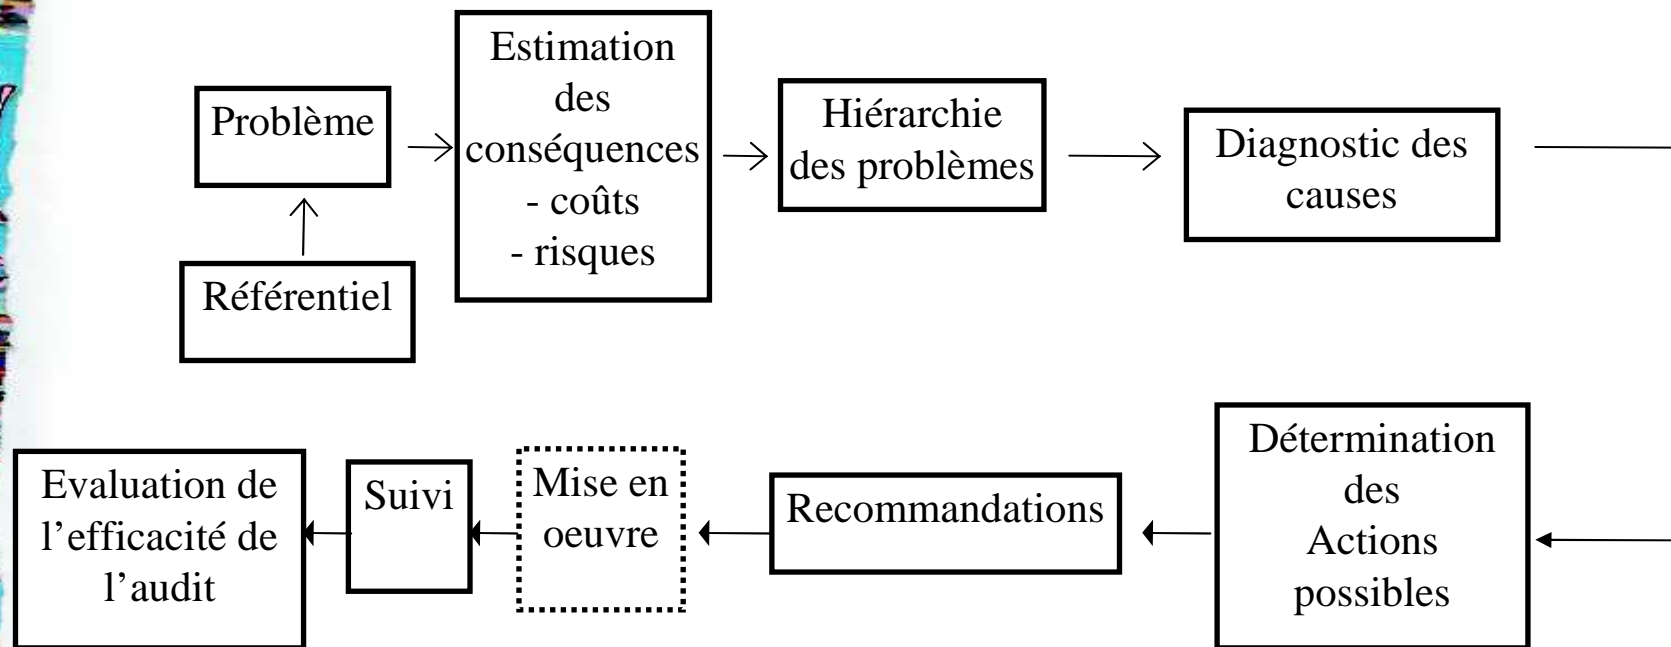 Problème
Référentiel
Estimation
des
conséquences
- coûts
- risques
Hiérarchie
des problèmes
Diagnostic des
causes
Détermination
des
Actions
possibles
Recommandations
Mise en
oeuvre
Suivi
Evaluation de
l’efficacité de
l’audit